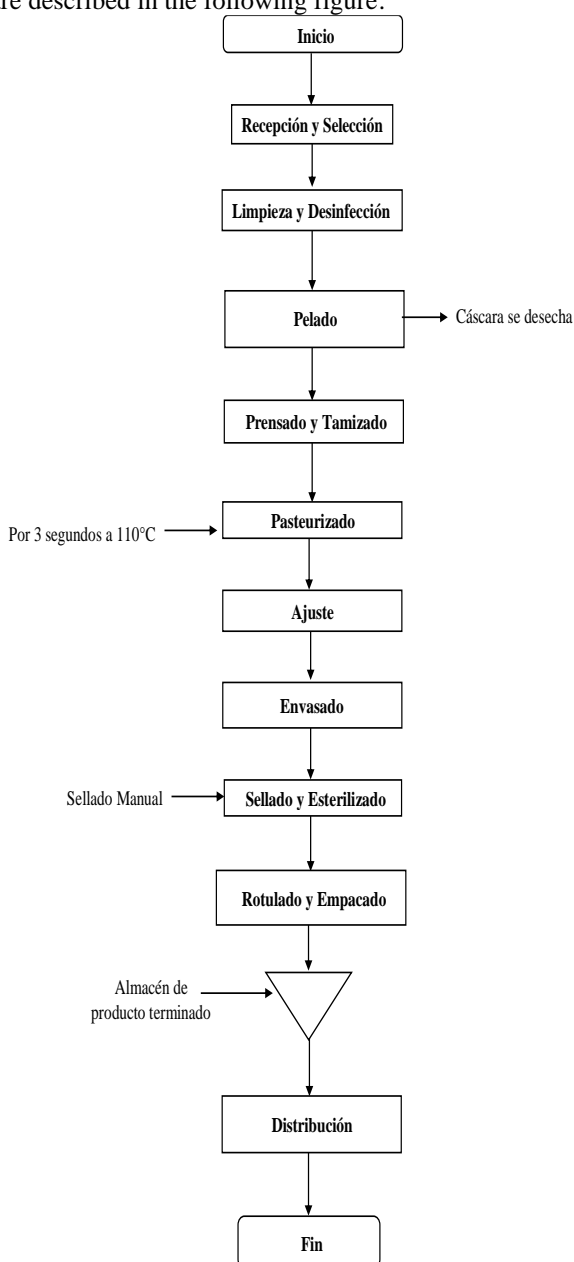 are described in the following figure.
Inicio
Recepción y Selección
Limpieza y Desinfección
Pelado
Cáscara se desecha
Prensado y Tamizado
Por 3 segundos a 110°C
Pasteurizado
Ajuste
Envasado
Sellado Manual
Sellado y Esterilizado
Rotulado y Empacado
Almacén de
producto terminado
Distribución
Fin